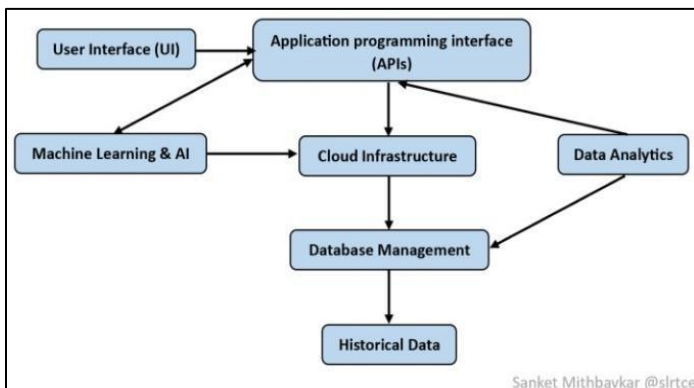 User Interface (UI)
Application programming interface
(APIs)
Machine Learning & AI
Cloud Infrastructure
Data Analytics
Database Management
Historical Data
Sanket Mithbavkar @slrtce